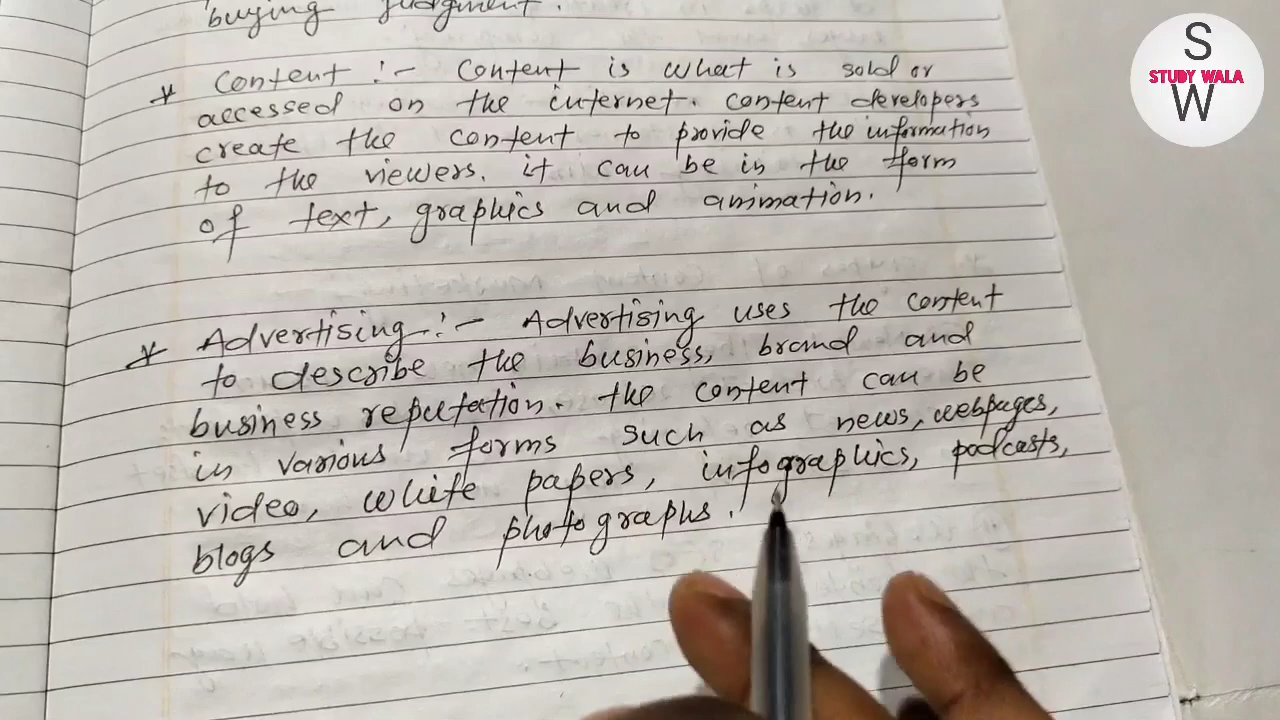 buying judgment.
* Content :- Content is what is sold or
accessed on the internet. Content developers
create the content to provide the information
to the viewers. it can be in the form
of text, graphics and animation.
* Advertising :- Advertising uses the content
to describe the business, brand and
business reputation. the content can be
in various forms such as news, webpages,
video, white papers, infographics, podcasts,
blogs and photographs.
S
STUDY WALA
W